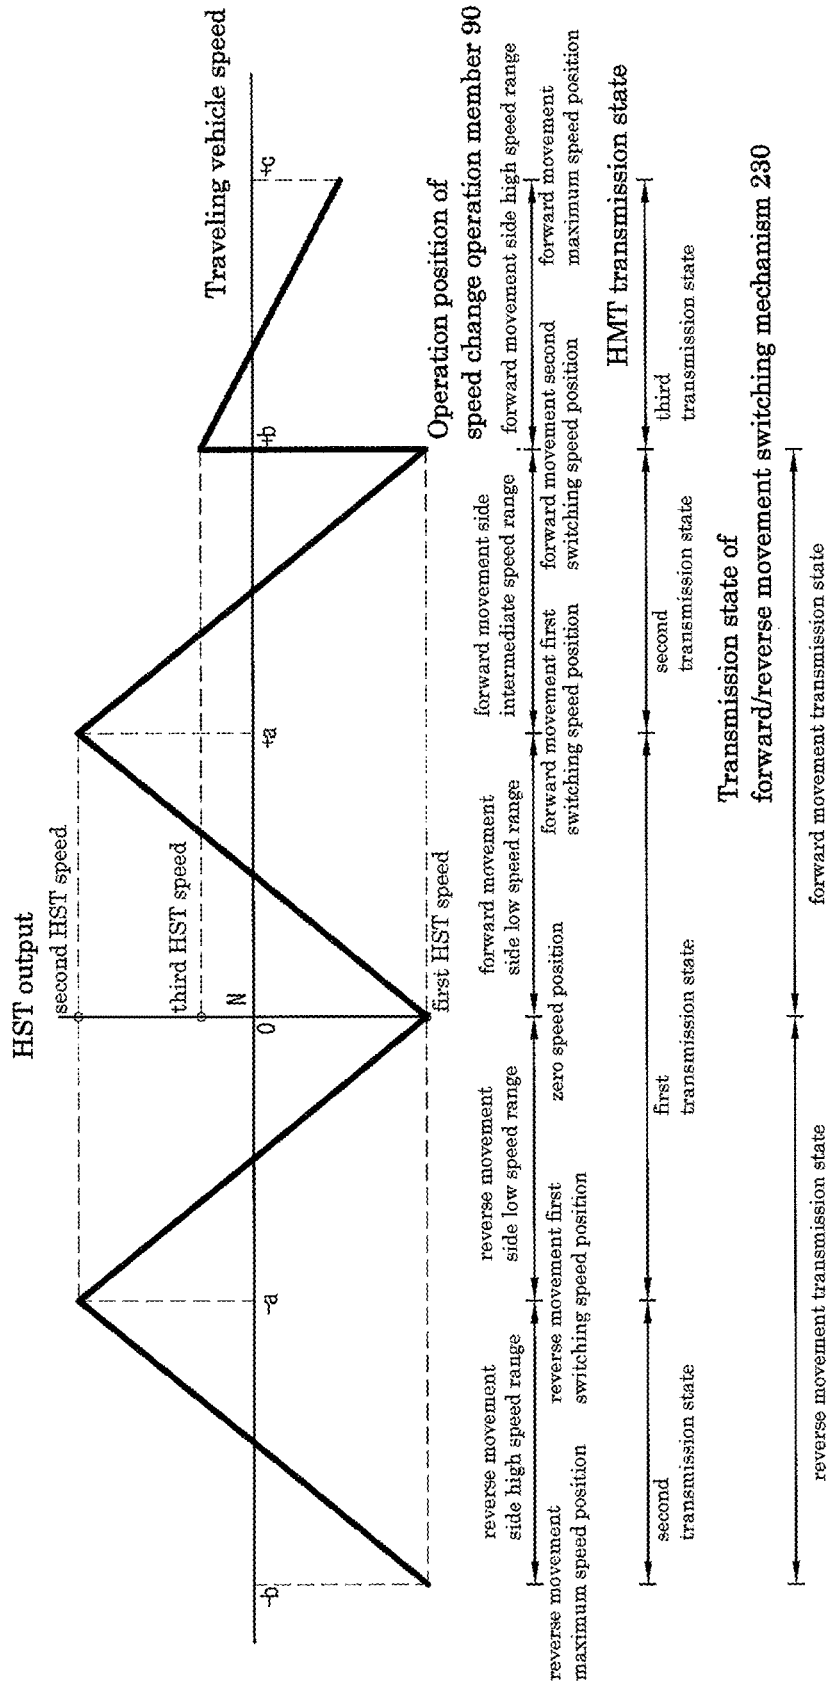 HST output
second HST speed
third HST speed
N
Traveling vehicle speed
-b
-a
0
+a
+b
+c
first HST speed
Operation position of
speed change operation member 90
reverse movement
side high speed range
reverse movement
side low speed range
forward movement
side low speed range
forward movement side
intermediate speed range
forward movement side high speed range
reverse movement
maximum speed position
reverse movement first
switching speed position
zero speed position
forward movement first
switching speed position
forward movement second
switching speed position
forward movement
maximum speed position
HMT transmission state
second
transmission state
first
transmission state
second
transmission state
third
transmission state
Transmission state of
forward/reverse movement switching mechanism 230
reverse movement transmission state
forward movement transmission state